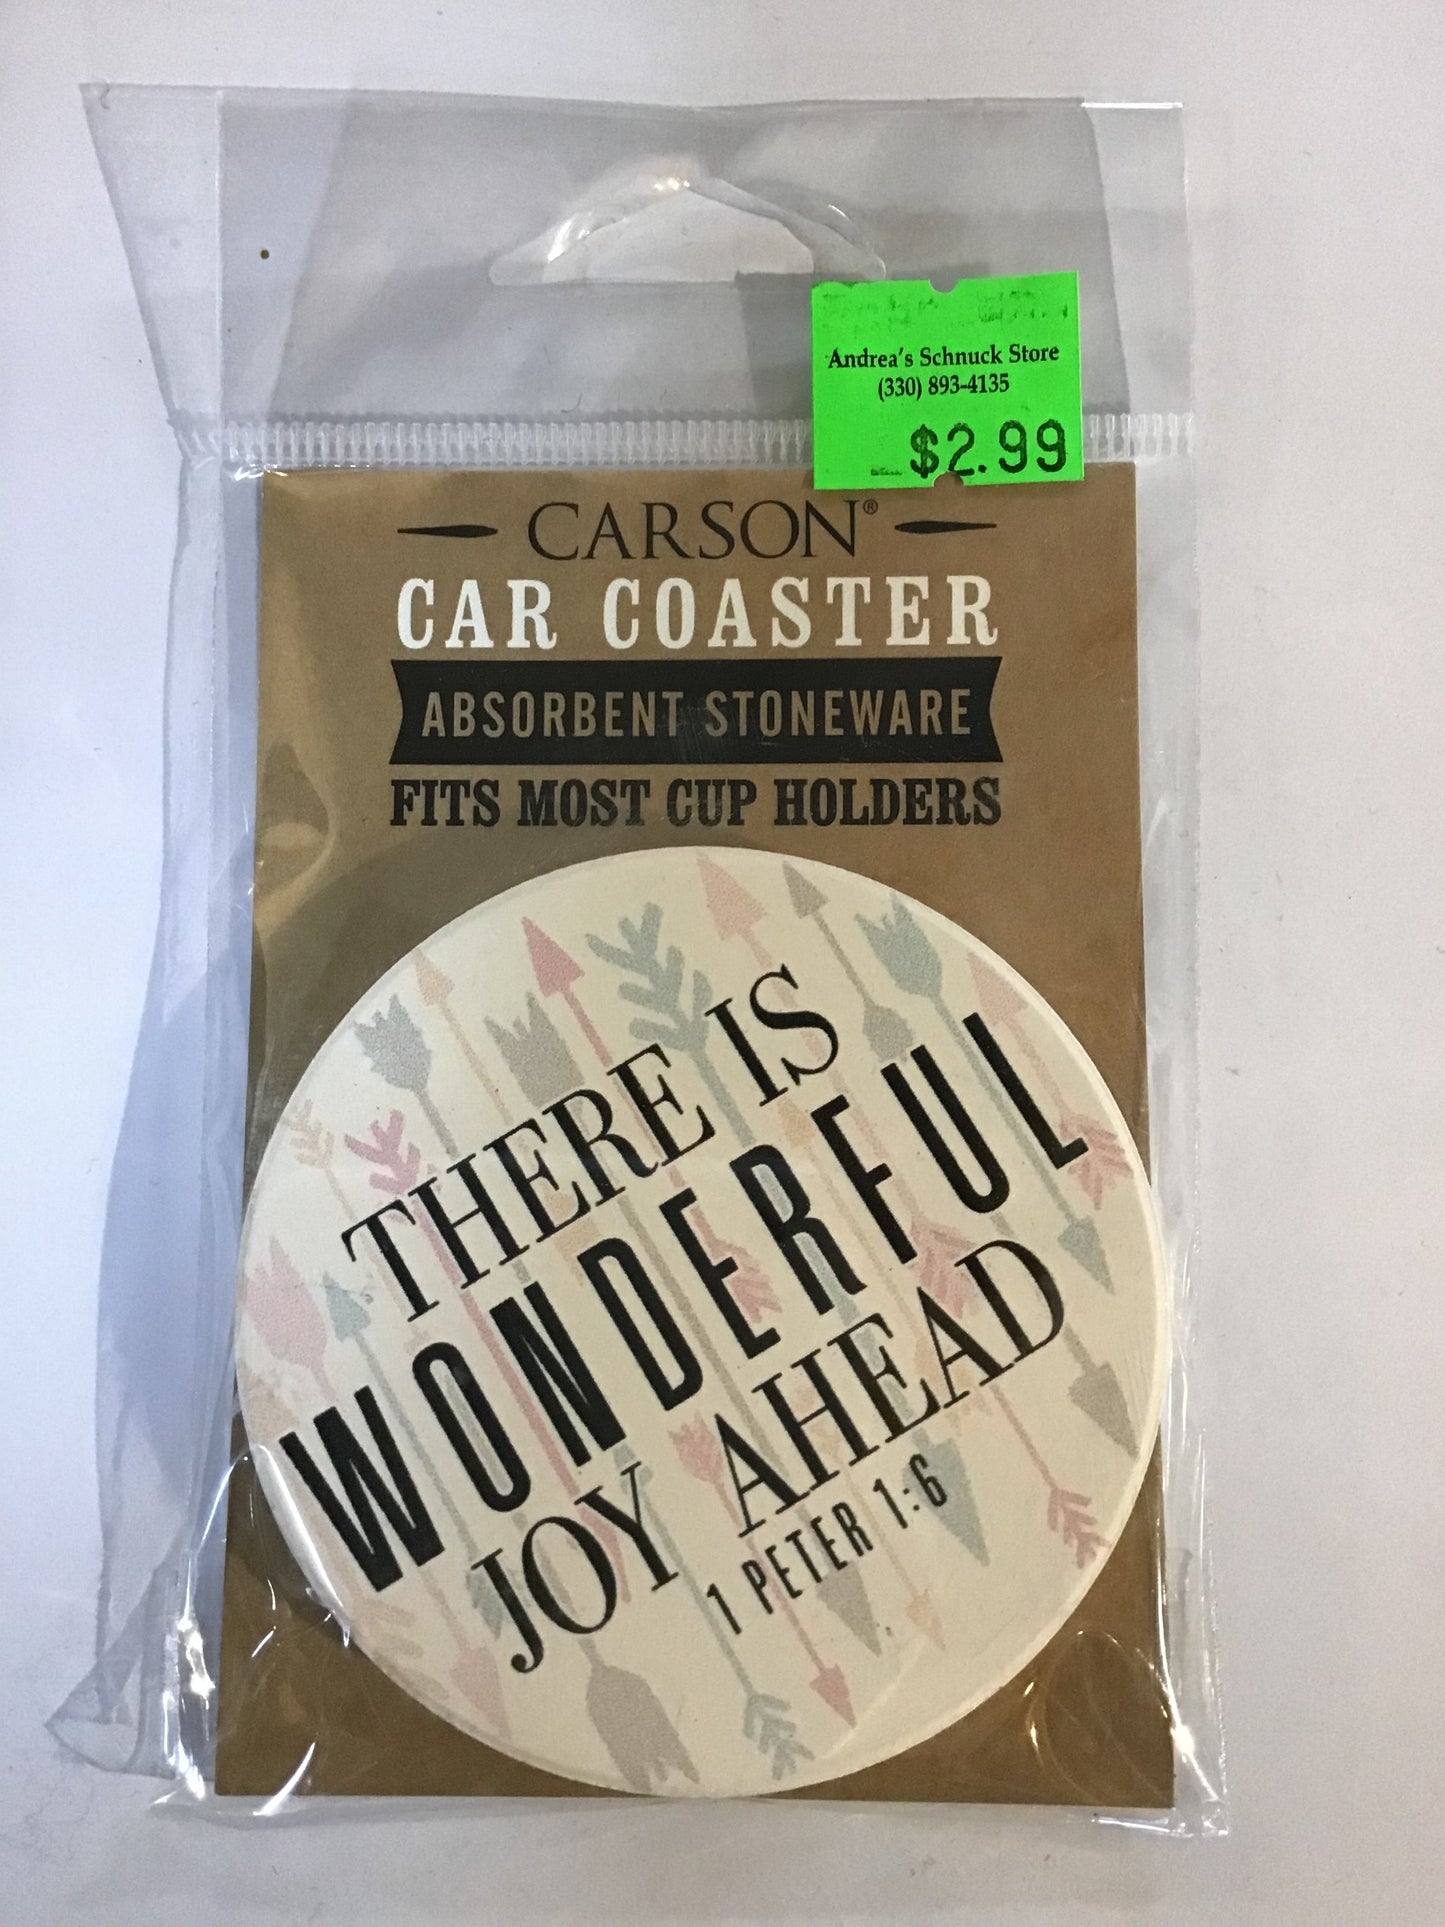 Andrea's Schnuck Store
(330) 893-4135
$2.99
CARSON®
CAR COASTER
ABSORBENT STONEWARE
FITS MOST CUP HOLDERS
THERE IS
WONDERFUL
JOY AHEAD
1 PETER 1:6